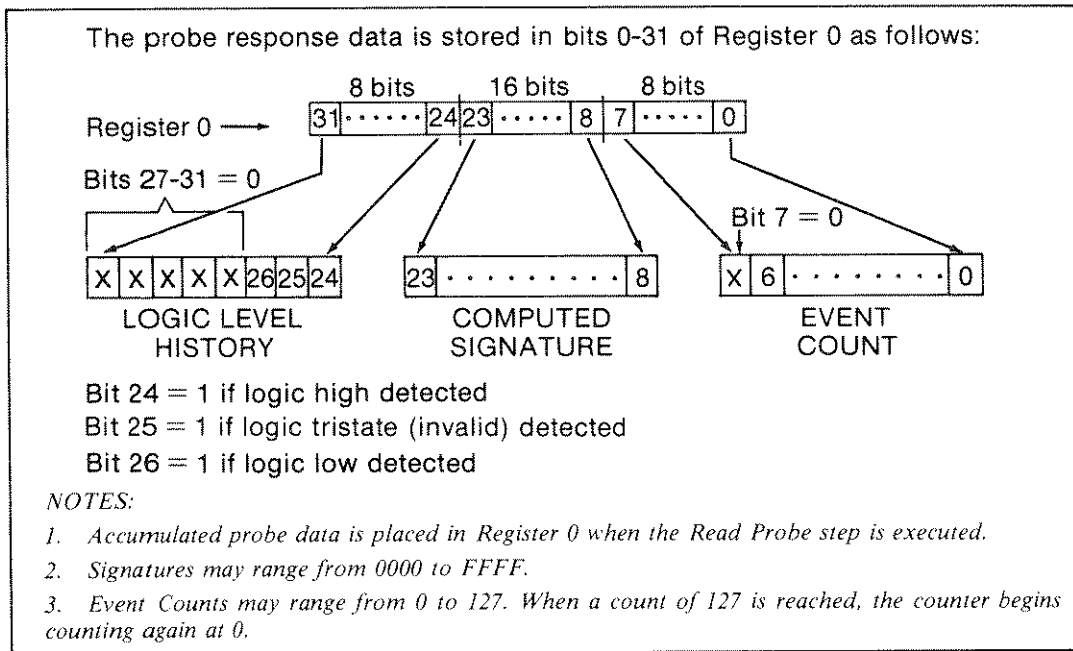 The probe response data is stored in bits 0-31 of Register 0 as follows:
8 bits 16 bits 8 bits
Register 0 31 ······ 24 23 ····· 8 7 ····· 0
Bits 27-31 = 0
Bit 7 = 0
X X X X X 26 25 24 23 ·········· 8 X 6 ········ 0
LOGIC LEVEL HISTORY
COMPUTED SIGNATURE
EVENT COUNT
Bit 24 = 1 if logic high detected
Bit 25 = 1 if logic tristate (invalid) detected
Bit 26 = 1 if logic low detected
NOTES:
1. Accumulated probe data is placed in Register 0 when the Read Probe step is executed.
2. Signatures may range from 0000 to FFFF.
3. Event Counts may range from 0 to 127. When a count of 127 is reached, the counter begins
counting again at 0.